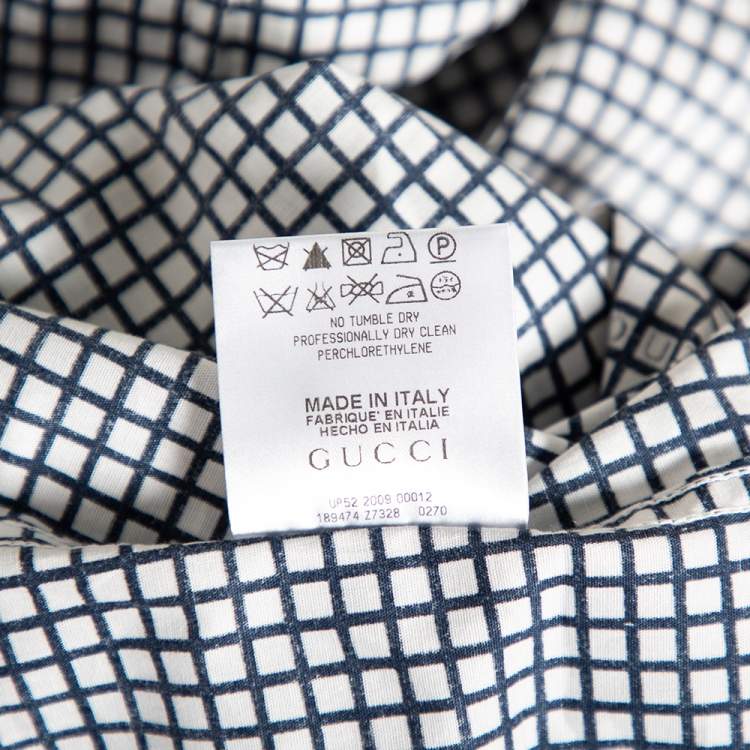 P
NO TUMBLE DRY
PROFESSIONALLY DRY CLEAN
PERCHLORETHYLENE
MADE IN ITALY
FABRIQUÉ EN ITALIE
HECHO EN ITALIA
GUCCI
UP52 2009 00012
189474 Z7328 0270